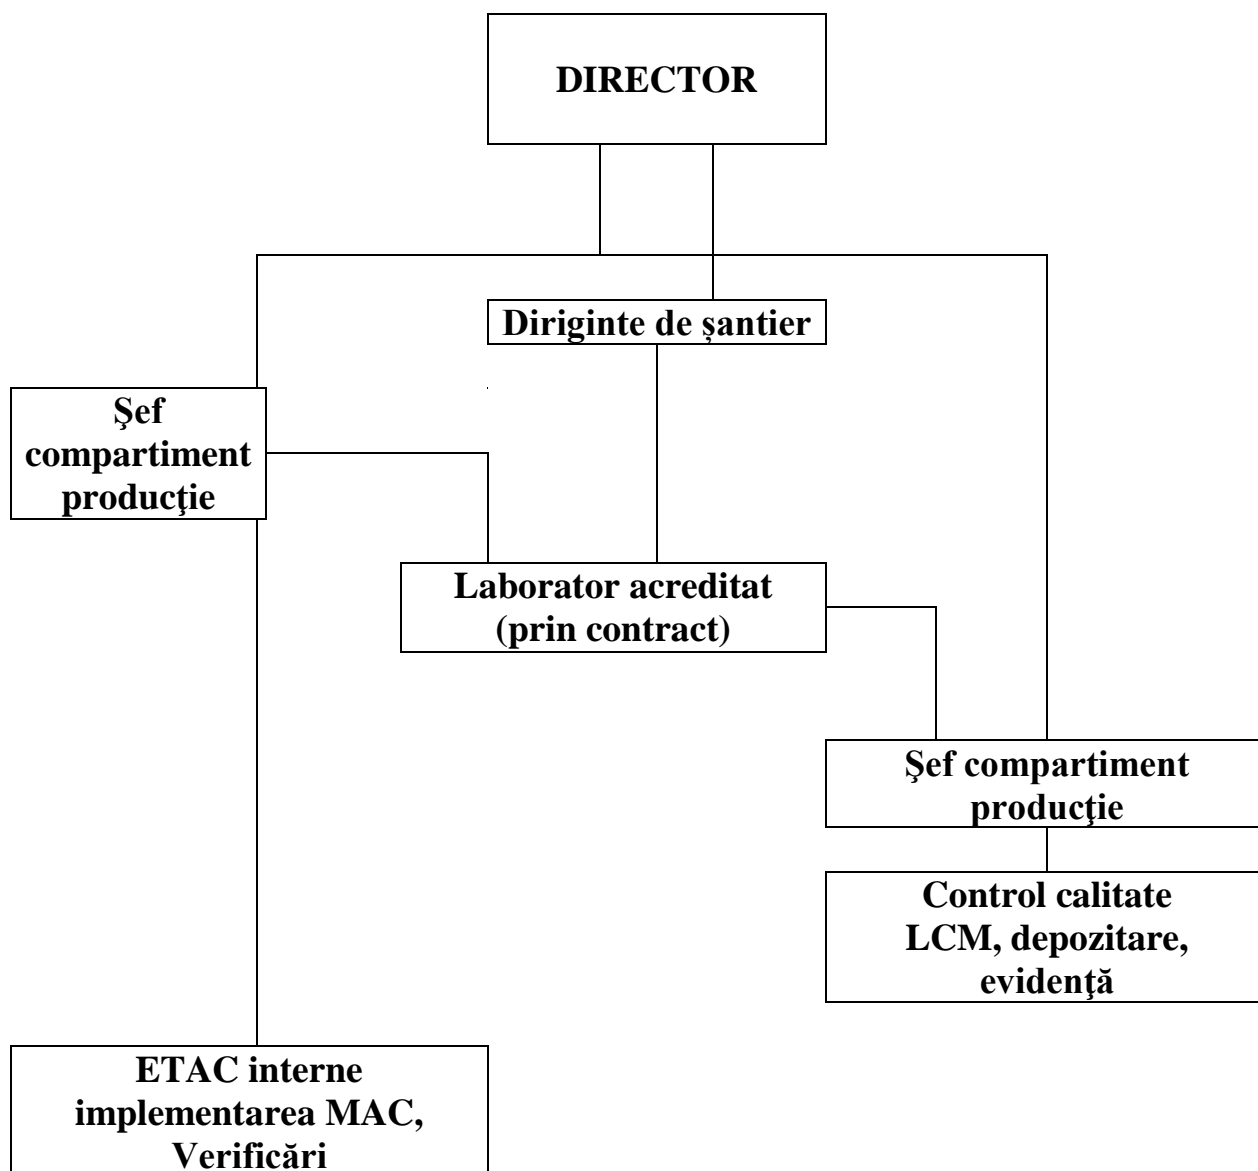 DIRECTOR
Diriginte de șantier
Şef
compartiment
producţie
Laborator acreditat
(prin contract)
Şef compartiment
producţie
Control calitate
LCM, depozitare,
evidenţă
ETAC interne
implementarea MAC,
Verificări